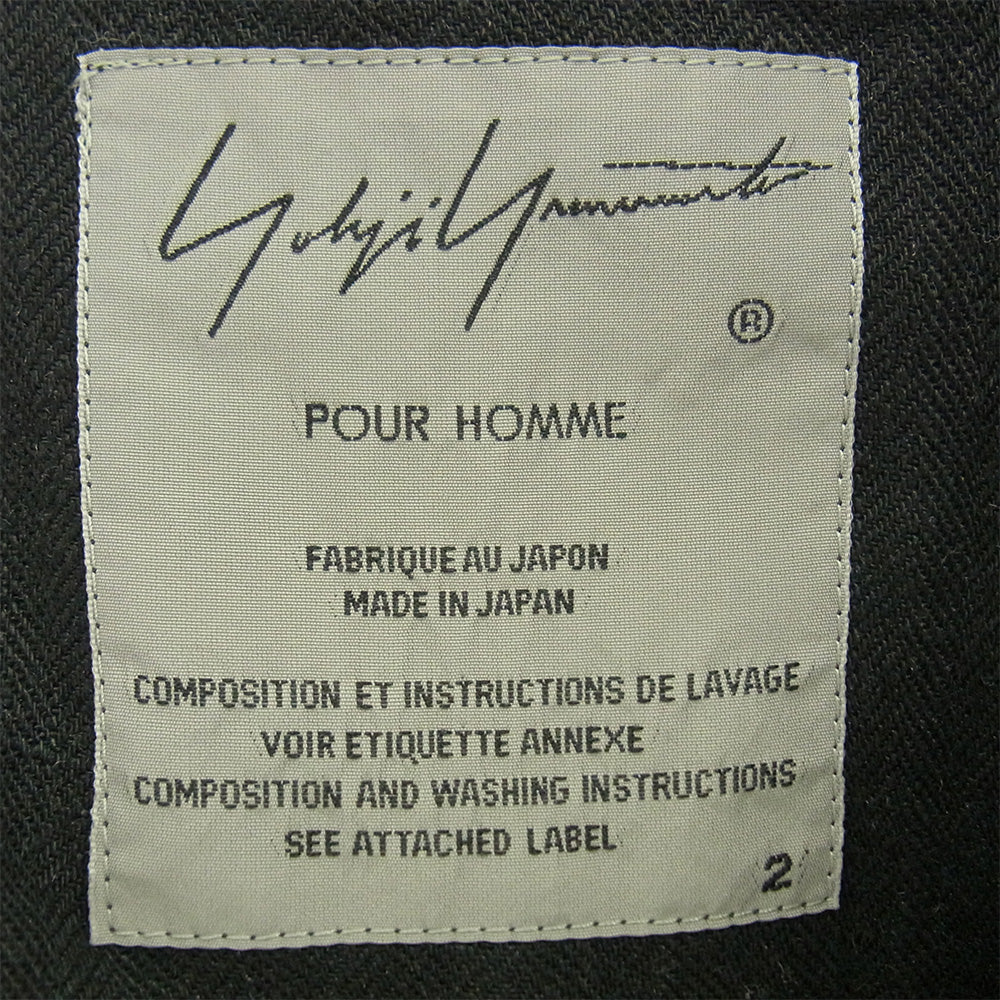 Yohji Yamamoto
®
POUR HOMME
FABRIQUE AU JAPON
MADE IN JAPAN
COMPOSITION ET INSTRUCTIONS DE LAVAGE
VOIR ETIQUETTE ANNEXE
COMPOSITION AND WASHING INSTRUCTIONS
SEE ATTACHED LABEL
2